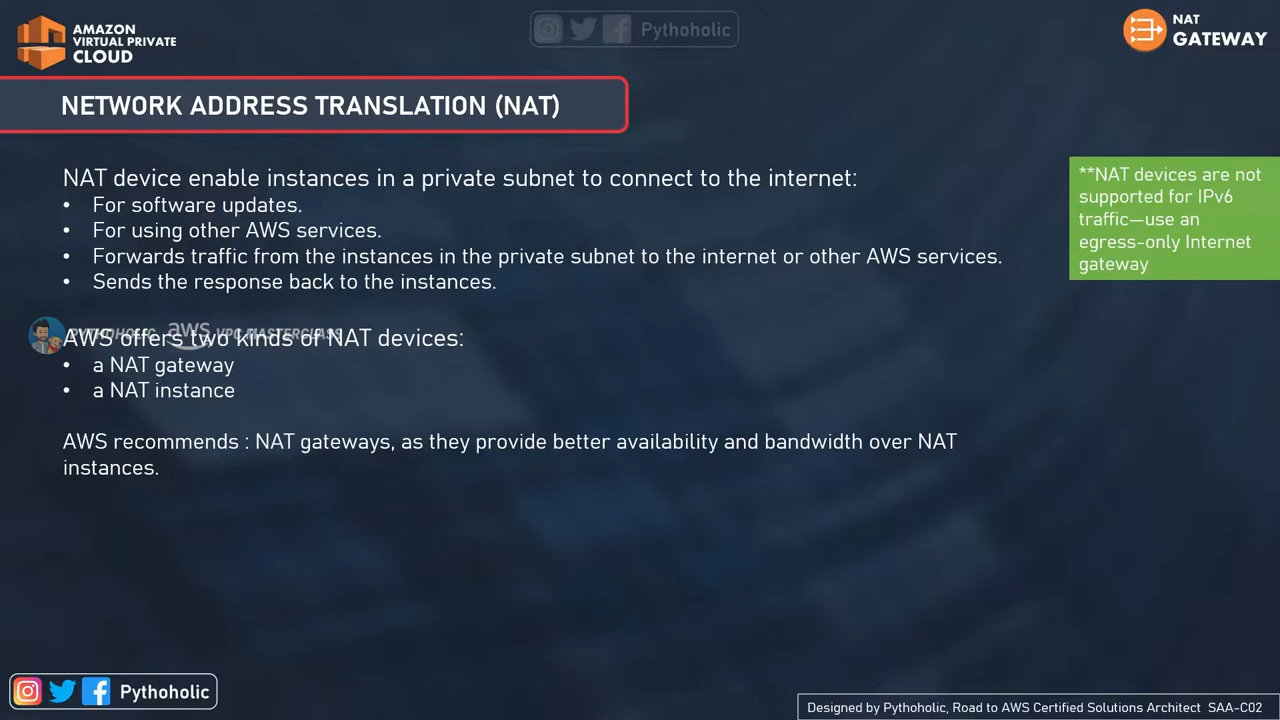 AMAZON
VIRTUAL PRIVATE
CLOUD
Pythoholic
NAT
GATEWAY
NETWORK ADDRESS TRANSLATION (NAT)
NAT device enable instances in a private subnet to connect to the internet:
• For software updates.
• For using other AWS services.
• Forwards traffic from the instances in the private subnet to the internet or other AWS services.
• Sends the response back to the instances.
**NAT devices are not
supported for IPv6
traffic—use an
egress-only Internet
gateway
PYTHOHOLIC aws VPC MASTERCLASS
AWS offers two kinds of NAT devices:
• a NAT gateway
• a NAT instance
AWS recommends : NAT gateways, as they provide better availability and bandwidth over NAT
instances.
Pythoholic
Designed by Pythoholic, Road to AWS Certified Solutions Architect SAA-C02